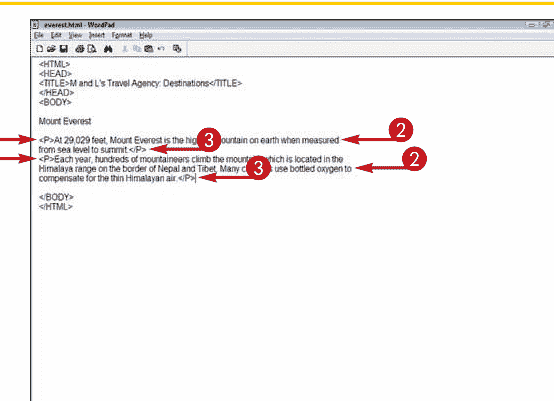 everest.html - WordPad
File Edit View Insert Format Help
<HTML>
<HEAD>
<TITLE>M and L's Travel Agency: Destinations</TITLE>
</HEAD>
<BODY>
Mount Everest
<P>At 29,029 feet, Mount Everest is the mountain on earth when measured 2
from sea level to summit.</P> 3
<P>Each year, hundreds of mountaineers climb the which is located in the 2
Himalaya range on the border of Nepal and Tibet. Many use bottled oxygen to
compensate for the thin Himalayan air.</P> 3
</BODY>
</HTML>